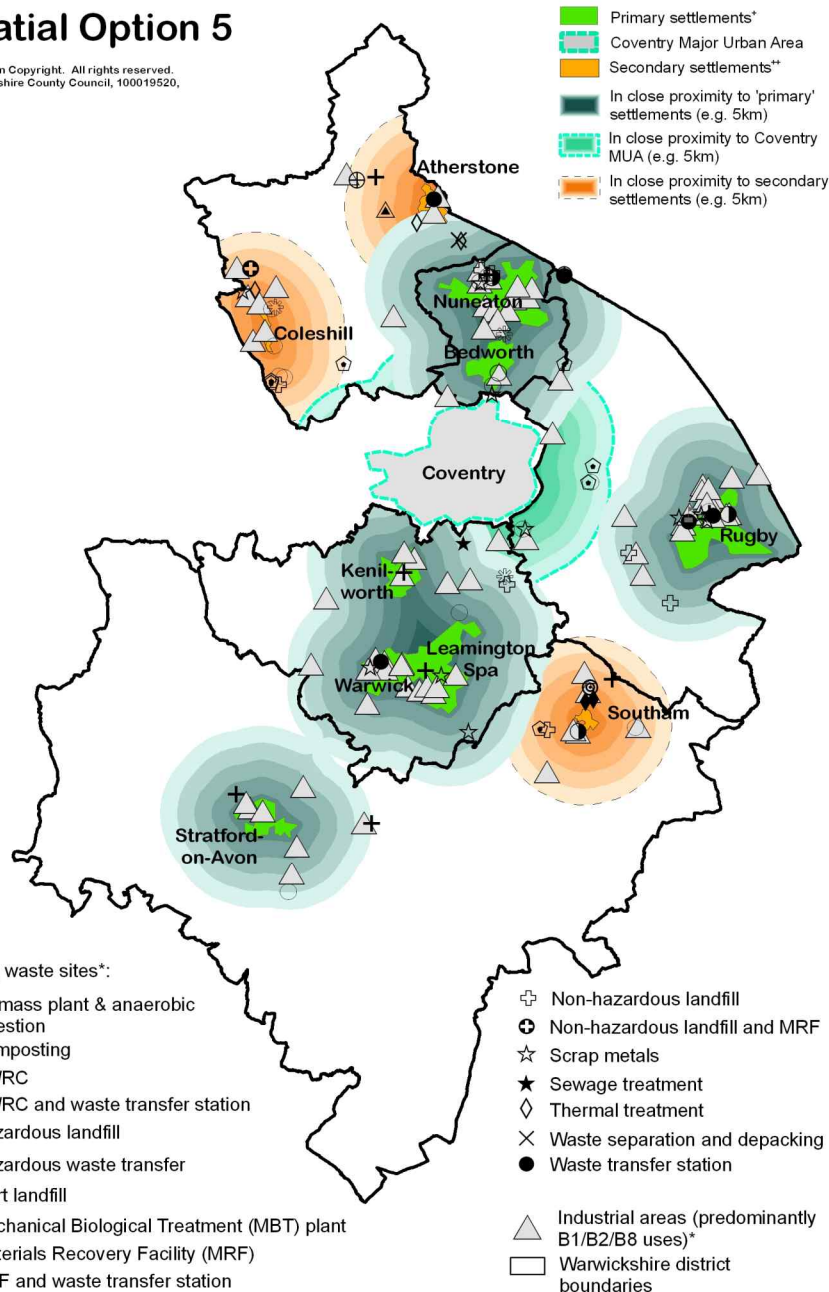 atial Option 5
n Copyright. All rights reserved.
shire County Council, 100019520,
Primary settlements+
Coventry Major Urban Area
Secondary settlements++
In close proximity to 'primary'
settlements (e.g. 5km)
In close proximity to Coventry
MUA (e.g. 5km)
In close proximity to secondary
settlements (e.g. 5km)
Atherstone
Nuneaton
Coleshill
Bedworth
Coventry
Rugby
Kenil-
worth
Leamington
Spa
Warwick
Southam
Stratford-
on-Avon
waste sites*:
mass plant & anaerobic
estion
mposting
RC
RC and waste transfer station
zardous landfill
zardous waste transfer
rt landfill
chanical Biological Treatment (MBT) plant
terials Recovery Facility (MRF)
F and waste transfer station
Non-hazardous landfill
Non-hazardous landfill and MRF
Scrap metals
Sewage treatment
Thermal treatment
Waste separation and depacking
Waste transfer station
Industrial areas (predominantly
B1/B2/B8 uses)*
Warwickshire district
boundaries